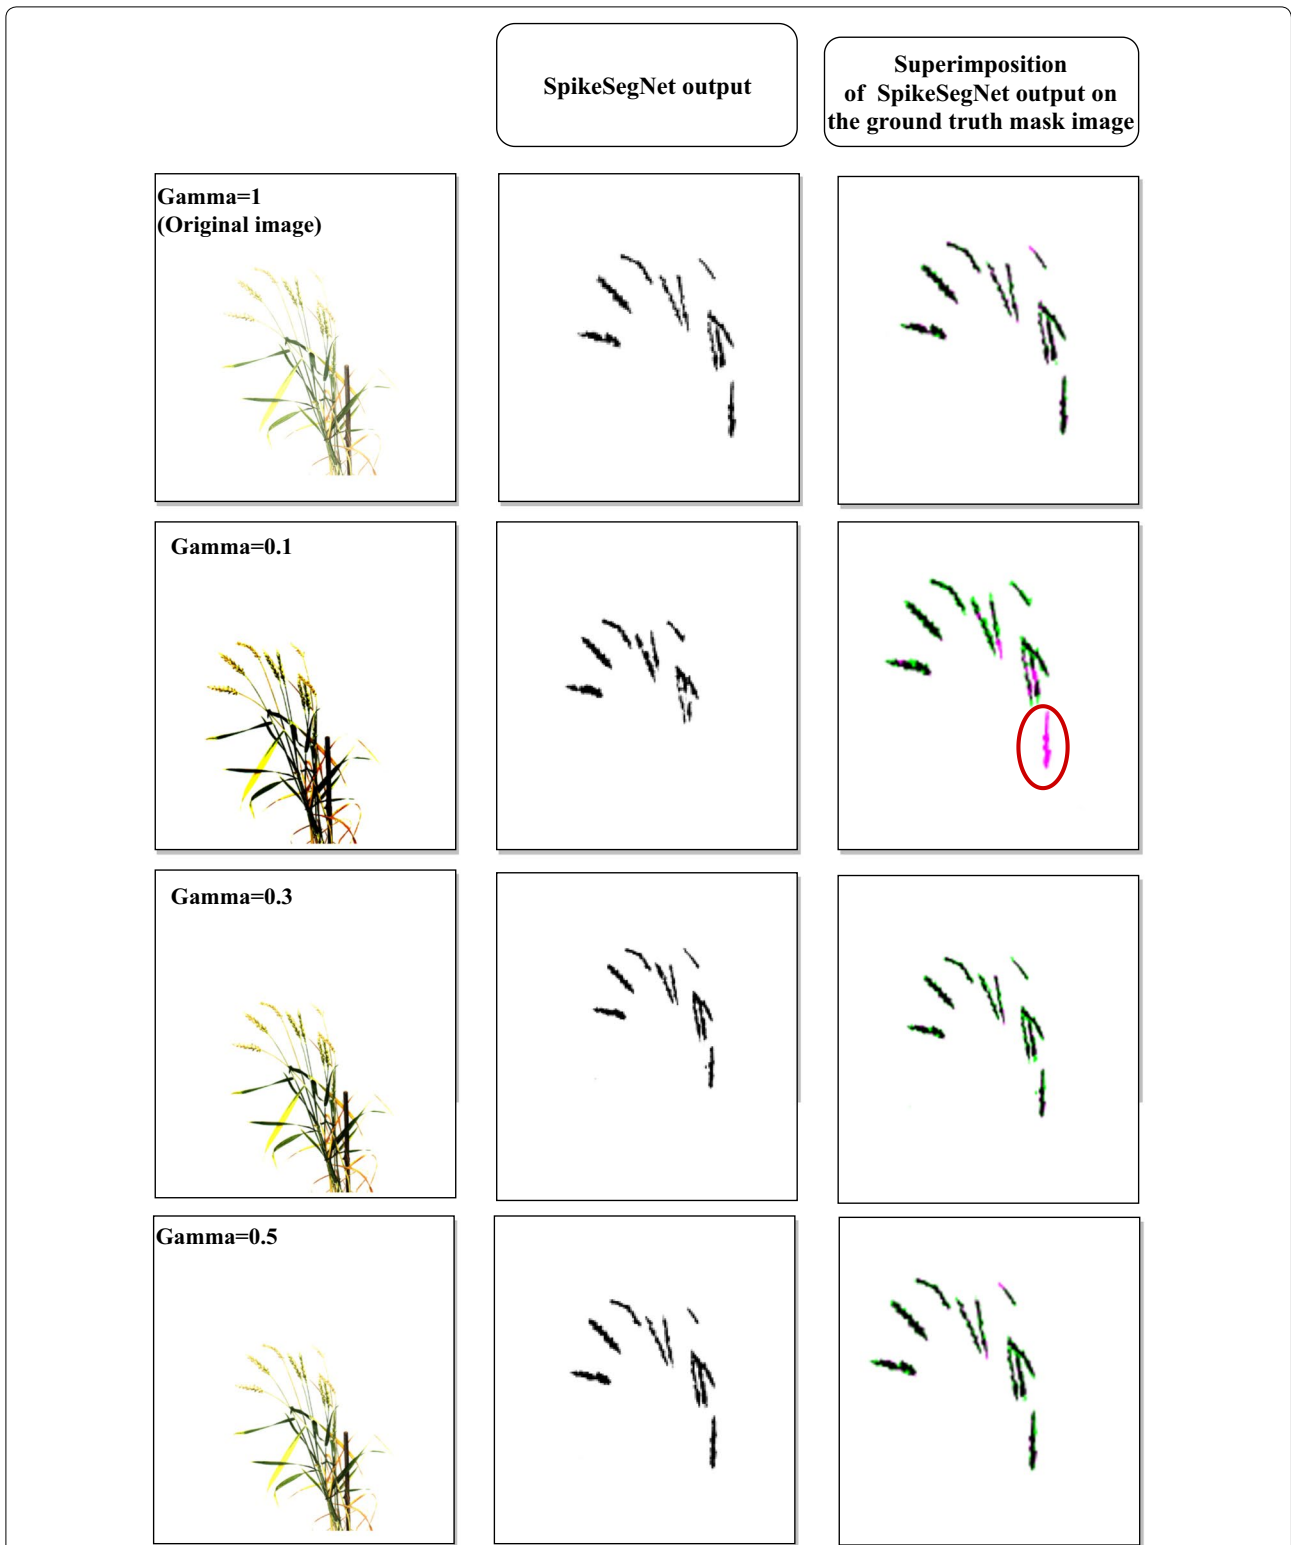 SpikeSegNet output
Superimposition
of SpikeSegNet output on
the ground truth mask image
Gamma=1
(Original image)
Gamma=0.1
Gamma=0.3
Gamma=0.5